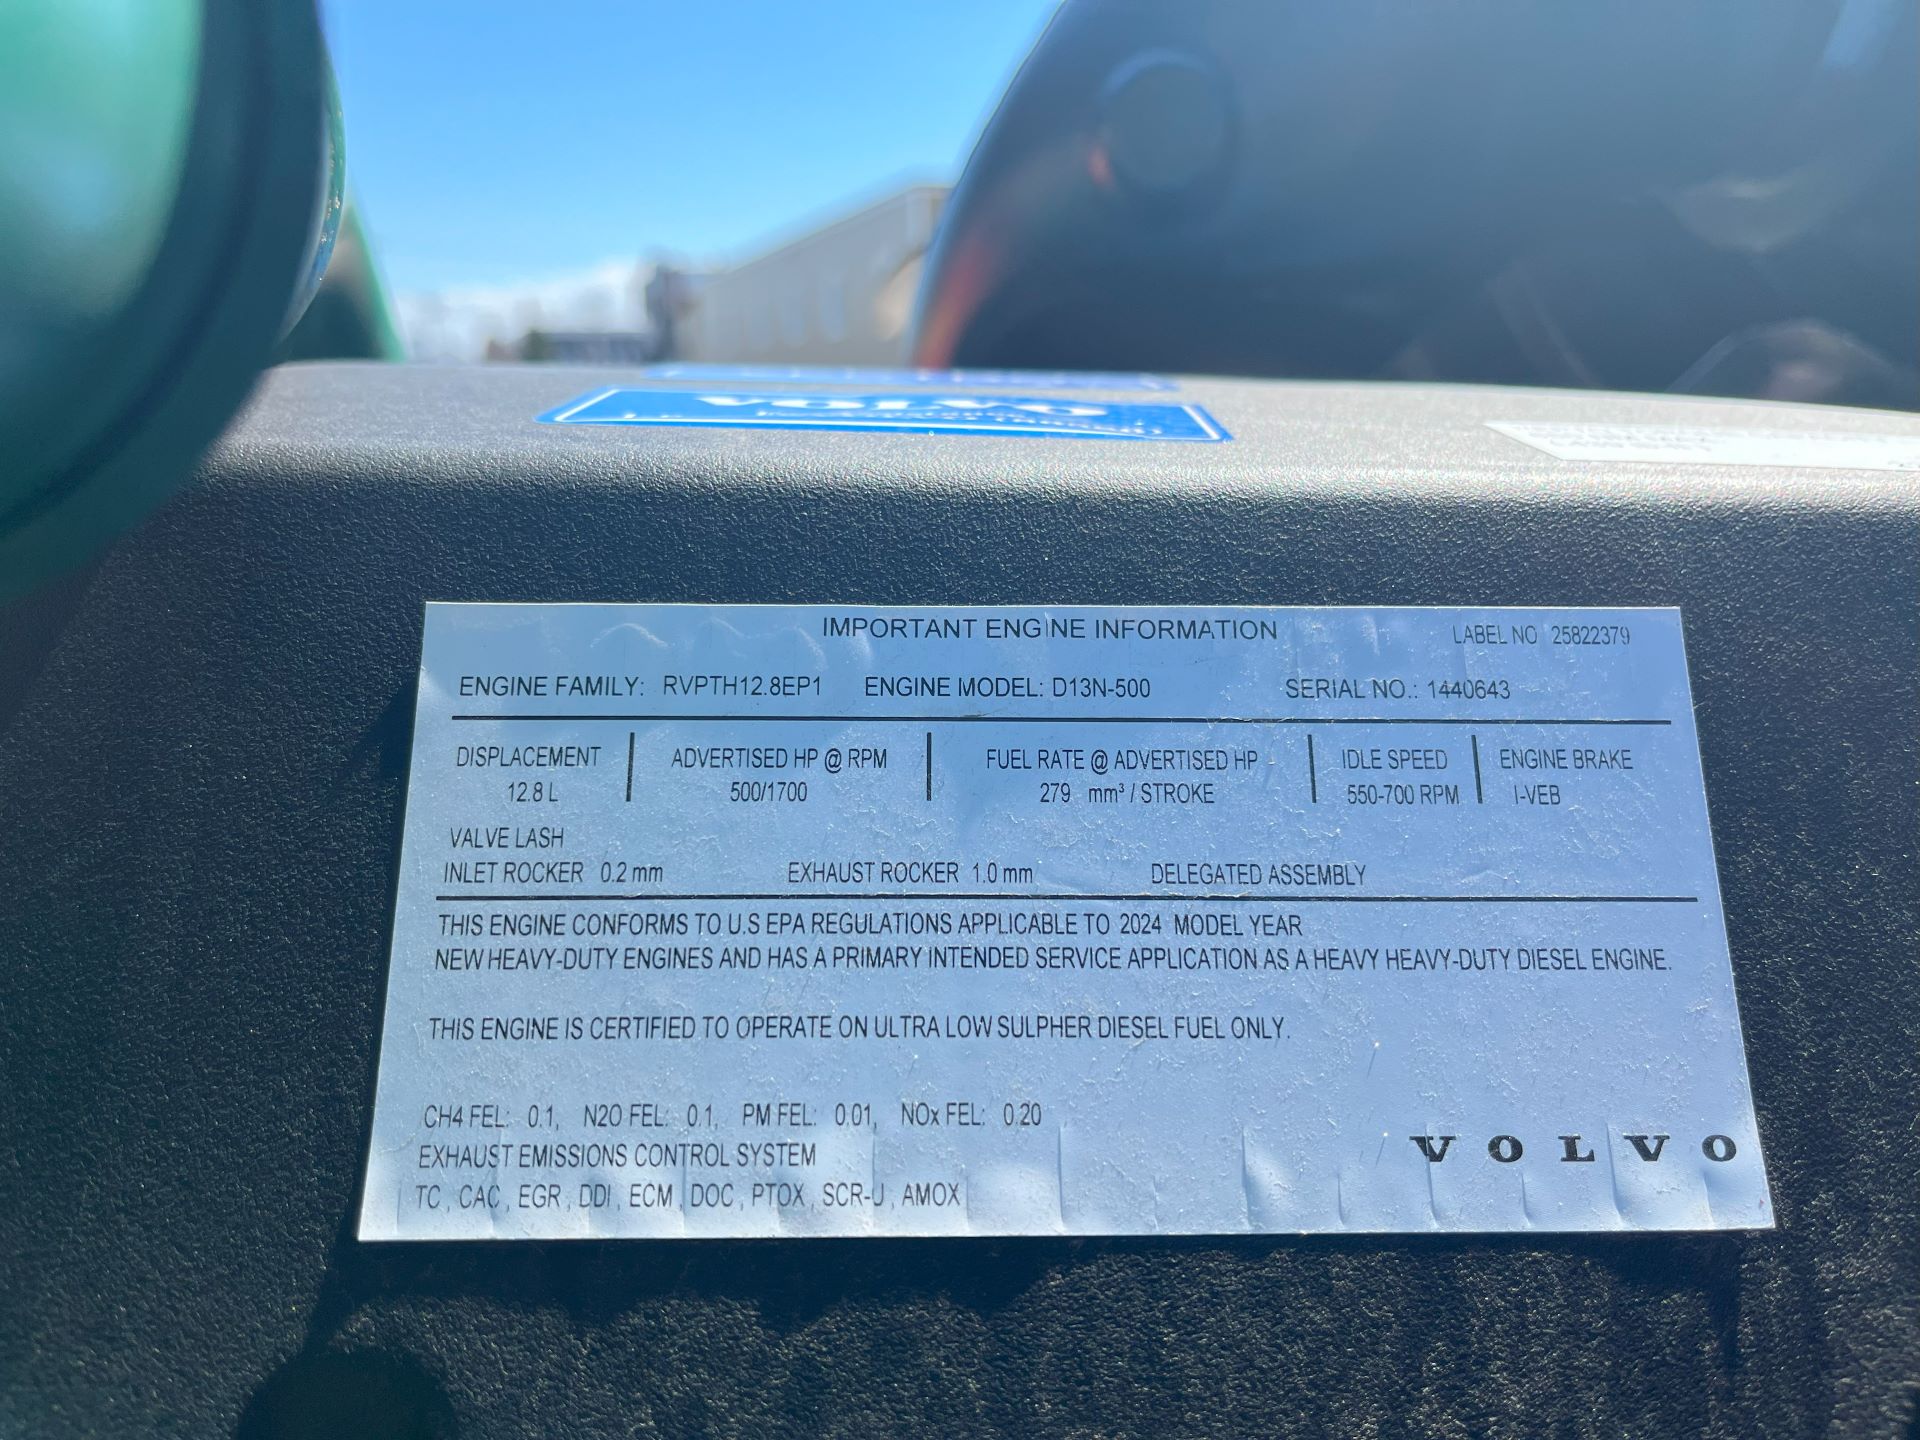 VOLVO
IMPORTANT ENGINE INFORMATION LABEL NO 25822379
ENGINE FAMILY: RVPTH12.8EP1 ENGINE MODEL: D13N-500 SERIAL NO.: 1440643
DISPLACEMENT ADVERTISED HP @ RPM FUEL RATE @ ADVERTISED HP IDLE SPEED ENGINE BRAKE
12.8 L 500/1700 279 mm³ / STROKE 550-700 RPM I-VEB
VALVE LASH
INLET ROCKER 0.2 mm EXHAUST ROCKER 1.0 mm DELEGATED ASSEMBLY
THIS ENGINE CONFORMS TO U.S EPA REGULATIONS APPLICABLE TO 2024 MODEL YEAR
NEW HEAVY-DUTY ENGINES AND HAS A PRIMARY INTENDED SERVICE APPLICATION AS A HEAVY HEAVY-DUTY DIESEL ENGINE.
THIS ENGINE IS CERTIFIED TO OPERATE ON ULTRA LOW SULPHER DIESEL FUEL ONLY.
CH4 FEL: 0.1, N2O FEL: 0.1, PM FEL: 0.01, NOx FEL: 0.20
EXHAUST EMISSIONS CONTROL SYSTEM
TC, CAC, EGR, DDI, ECM, DOC, PTOX, SCR-U, AMOX
VOLVO